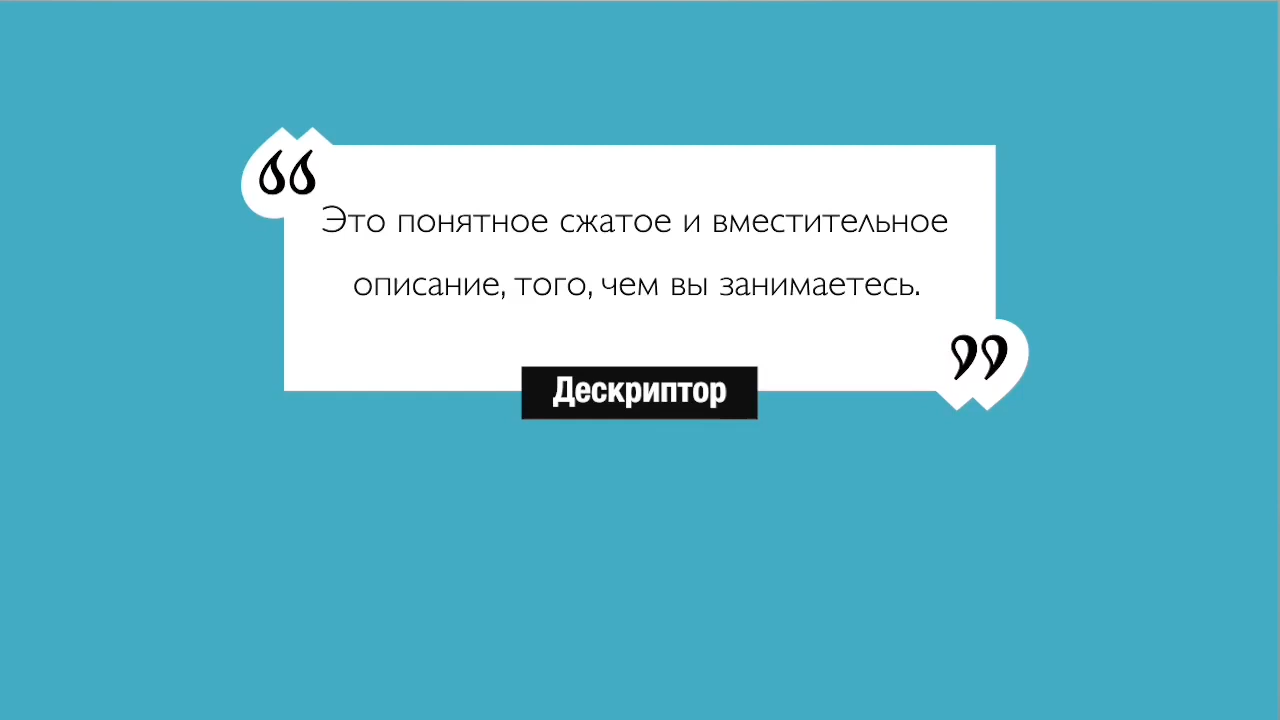 “
Это понятное сжатое и вместительное
описание, того, чем вы занимаетесь.
”
Дескриптор